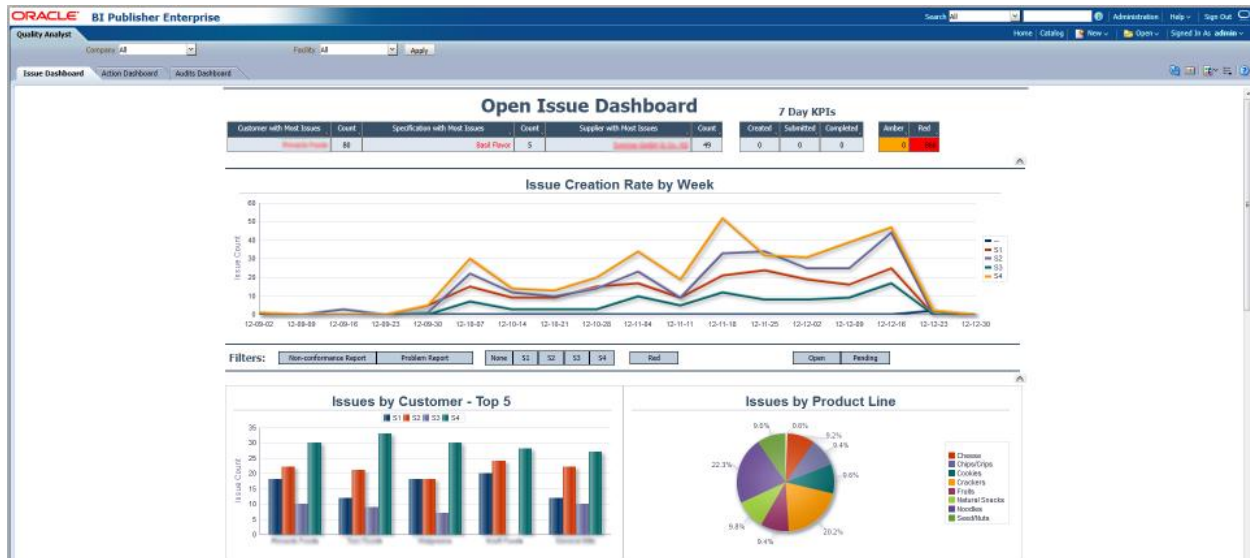 ORACLE BI Publisher Enterprise
Search All
Administration Help Sign Out
Quality Analyst
Home Catalog New Open Signed In As admin
Company All Facility All Apply
Issue Dashboard Action Dashboard Audits Dashboard
Open Issue Dashboard
7 Day KPIs
Customer with Most Issues Count Specification with Most Issues Count Supplier with Most Issues Count Created Submitted Completed Amber Red
80 Basil Flavor 5 49 0 0 0 0
Issue Creation Rate by Week
Issue Count
60
50
40
30
20
10
0
--
S1
S2
S3
S4
12-09-02 12-09-09 12-09-16 12-09-23 12-09-30 12-10-07 12-10-14 12-10-21 12-10-28 12-11-04 12-11-11 12-11-18 12-11-25 12-12-02 12-12-09 12-12-16 12-12-23 12-12-30
Filters: Non-conformance Report Problem Report None S1 S2 S3 S4 Red Open Pending
Issues by Customer - Top 5
S1 S2 S3 S4
Issue Count
35
30
25
20
15
10
5
0
Issues by Product Line
9.8% 0.0%
9.2%
9.4%
9.6%
20.2%
9.4%
9.8%
22.3%
Cheese
Chips/Crips
Cookies
Crackers
Fruits
Natural Snacks
Noodles
Seed/Nuts